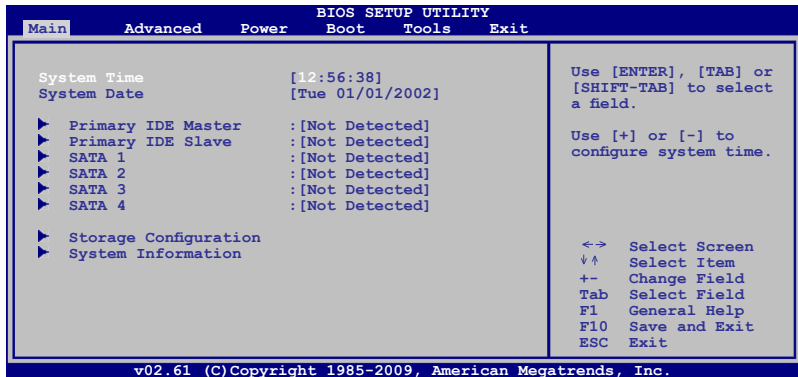 BIOS SETUP UTILITY
Main Advanced Power Boot Tools Exit
System Time [12:56:38]
System Date [Tue 01/01/2002]
Primary IDE Master :[Not Detected]
Primary IDE Slave :[Not Detected]
SATA 1 :[Not Detected]
SATA 2 :[Not Detected]
SATA 3 :[Not Detected]
SATA 4 :[Not Detected]
Storage Configuration
System Information
Use [ENTER], [TAB] or
[SHIFT-TAB] to select
a field.
Use [+] or [-] to
configure system time.
←→ Select Screen
↓↑ Select Item
+- Change Field
Tab Select Field
F1 General Help
F10 Save and Exit
ESC Exit
v02.61 (C)Copyright 1985-2009, American Megatrends, Inc.